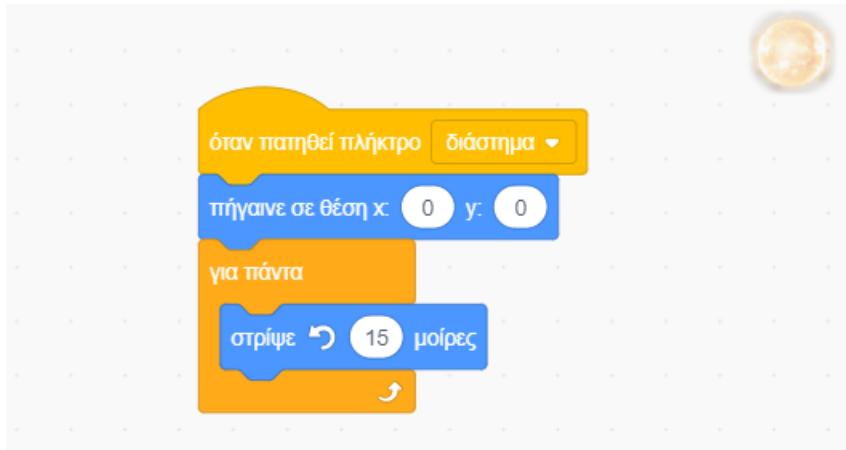 όταν πατηθεί πλήκτρο διάστημα
πήγαινε σε θέση x: 0 y: 0
για πάντα
στρίψε 15 μοίρες